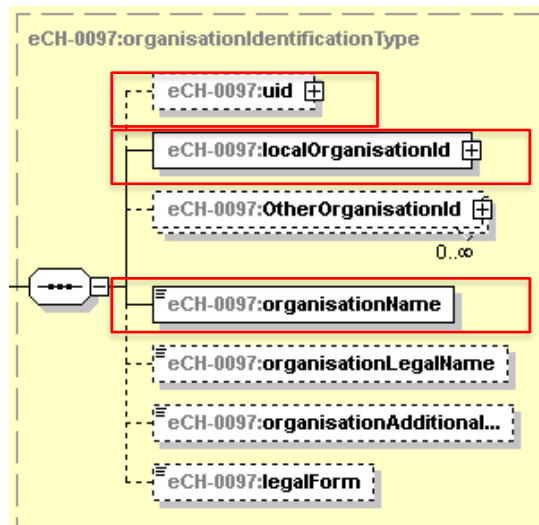 eCH-0097:organisationIdentificationType
eCH-0097:uid
eCH-0097:localOrganisationId
eCH-0097:OtherOrganisationId
0..∞
eCH-0097:organisationName
eCH-0097:organisationLegalName
eCH-0097:organisationAdditional...
eCH-0097:legalForm